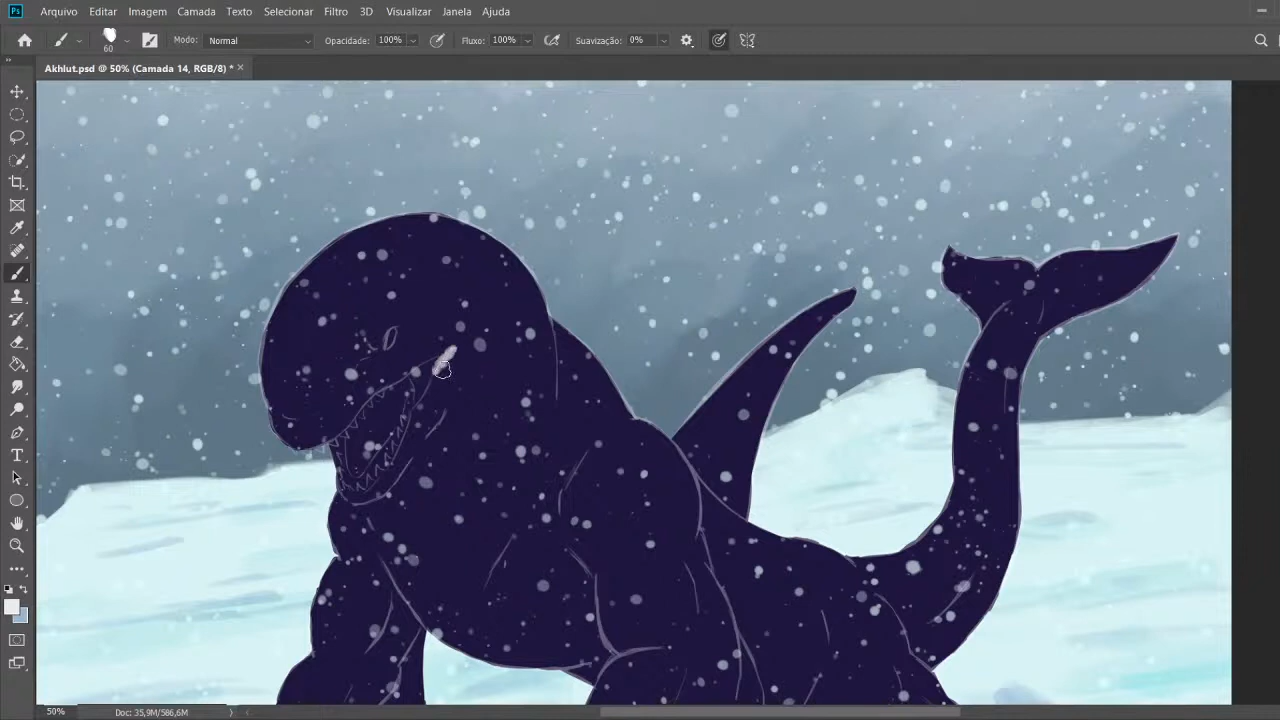 Ps Arquivo Editar Imagem Camada Texto Selecionar Filtro 3D Visualizar Janela Ajuda
60 Modo: Normal Opacidade: 100% Fluxo: 100% Suavização: 0%
Akhlut.psd @ 50% (Camada 14, RGB/8) *
50% Doc: 35,9M/586,6M